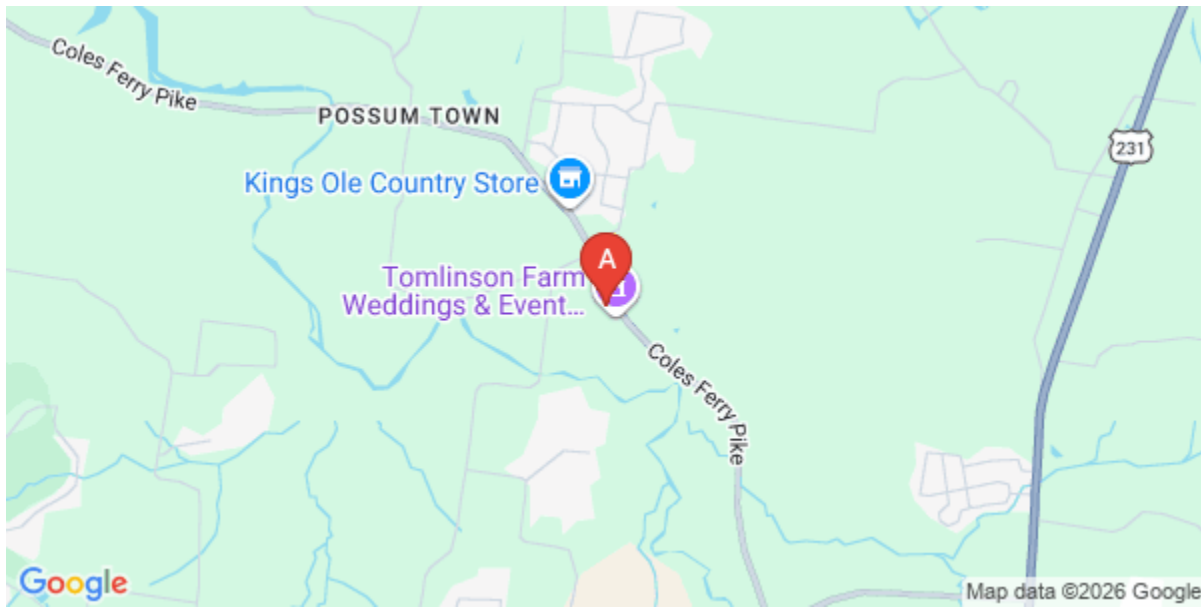 Coles Ferry Pike
POSSUM TOWN
231
Kings Ole Country Store
A
Tomlinson Farm
Weddings & Event...
Coles Ferry Pike
Google
Map data ©2026 Google